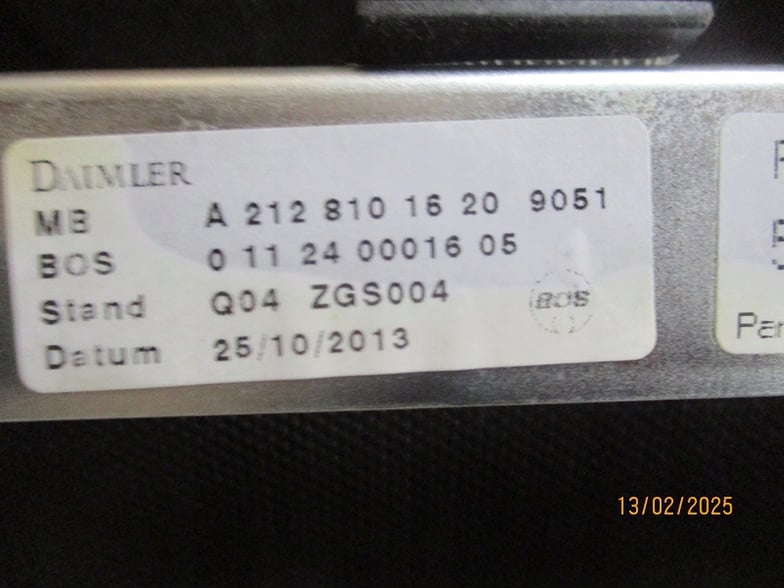 DAIMLER
MB A 212 810 16 20 9051
BOS 0 11 24 00016 05
Stand Q04 ZGS004
BOS
Datum 25/10/2013
13/02/2025